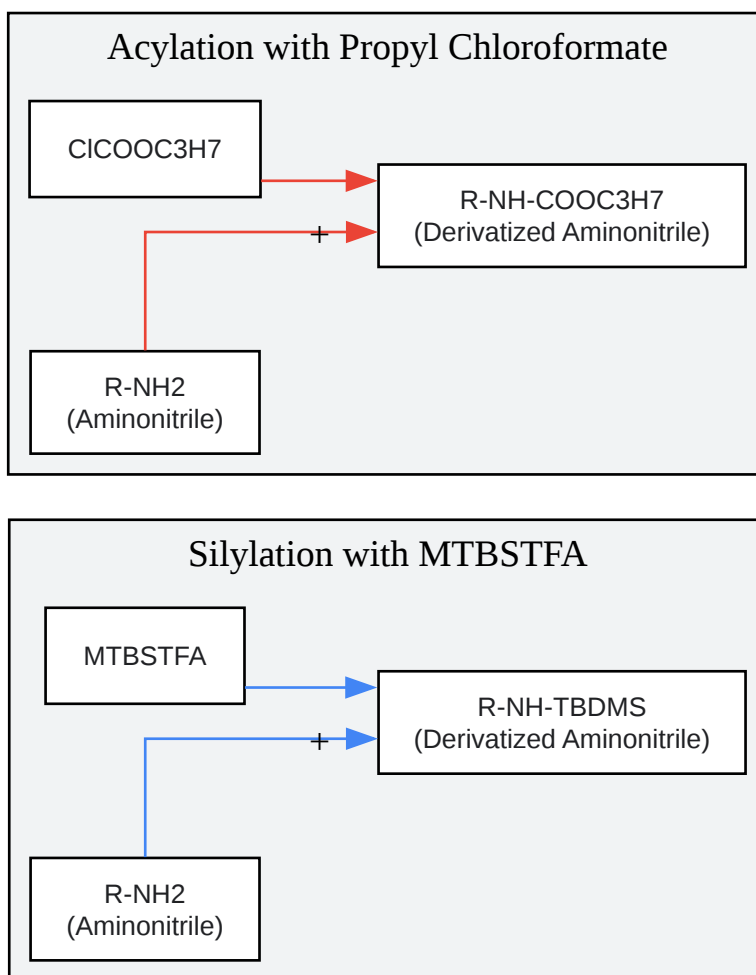 Acylation with Propyl Chloroformate
ClCOOC3H7
R-NH-COOC3H7
(Derivatized Aminonitrile)
+
R-NH2
(Aminonitrile)
Silylation with MTBSTFA
MTBSTFA
R-NH-TBDMS
(Derivatized Aminonitrile)
+
R-NH2
(Aminonitrile)